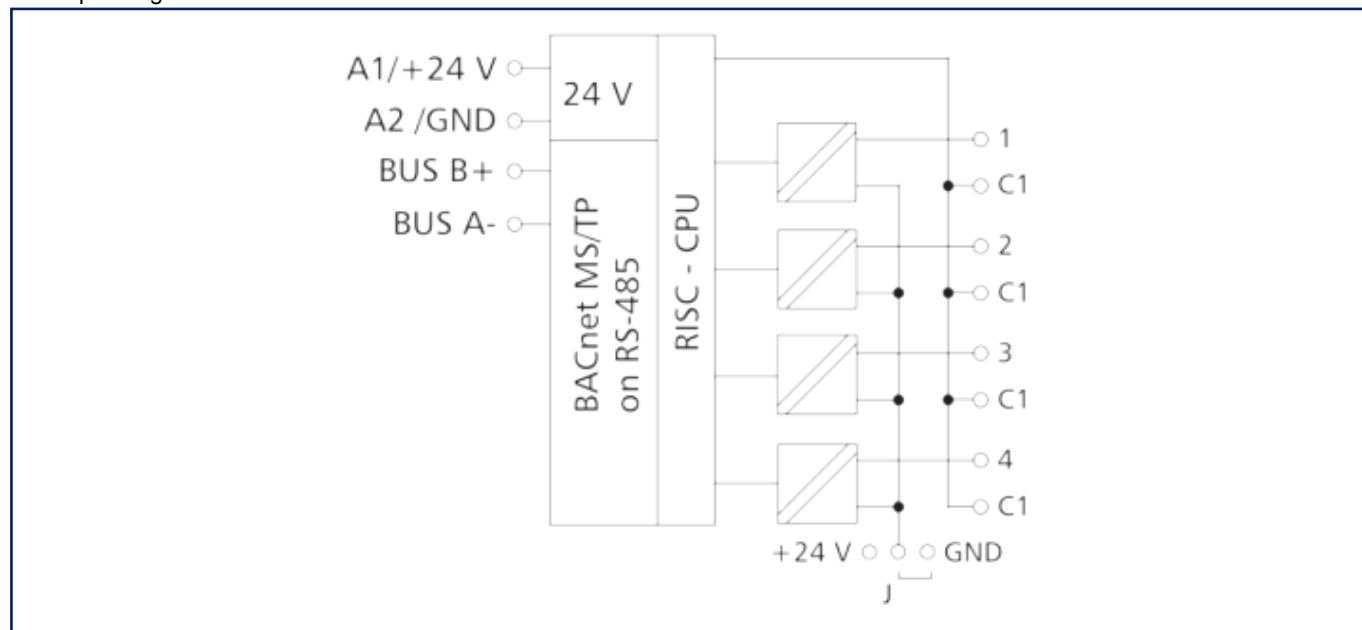 A1/+24 V
A2 /GND
BUS B+
BUS A-
24 V
BACnet MS/TP
on RS-485
RISC - CPU
1
C1
2
C1
3
C1
4
C1
+24 V
GND
J